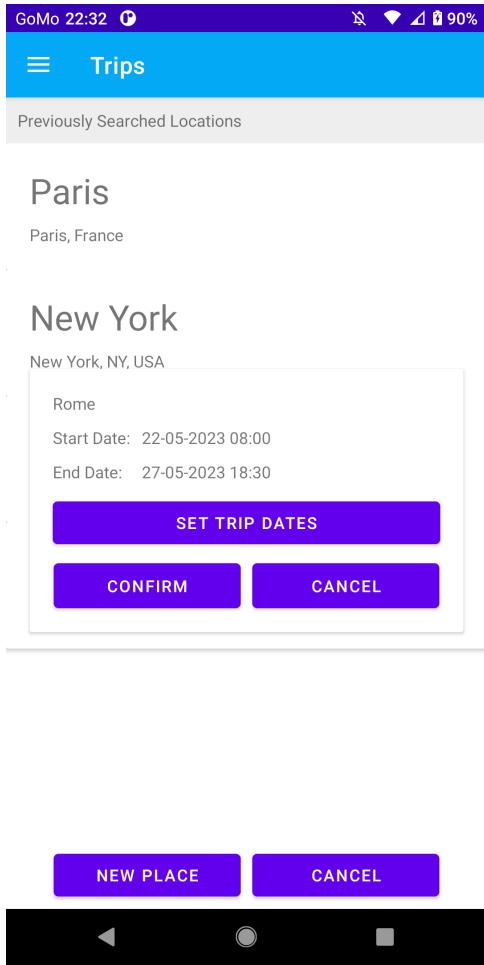 GoMo 22:32 90%
Trips
Previously Searched Locations
Paris
Paris, France
New York
New York, NY, USA
Rome
Start Date: 22-05-2023 08:00
End Date: 27-05-2023 18:30
SET TRIP DATES
CONFIRM CANCEL
NEW PLACE CANCEL